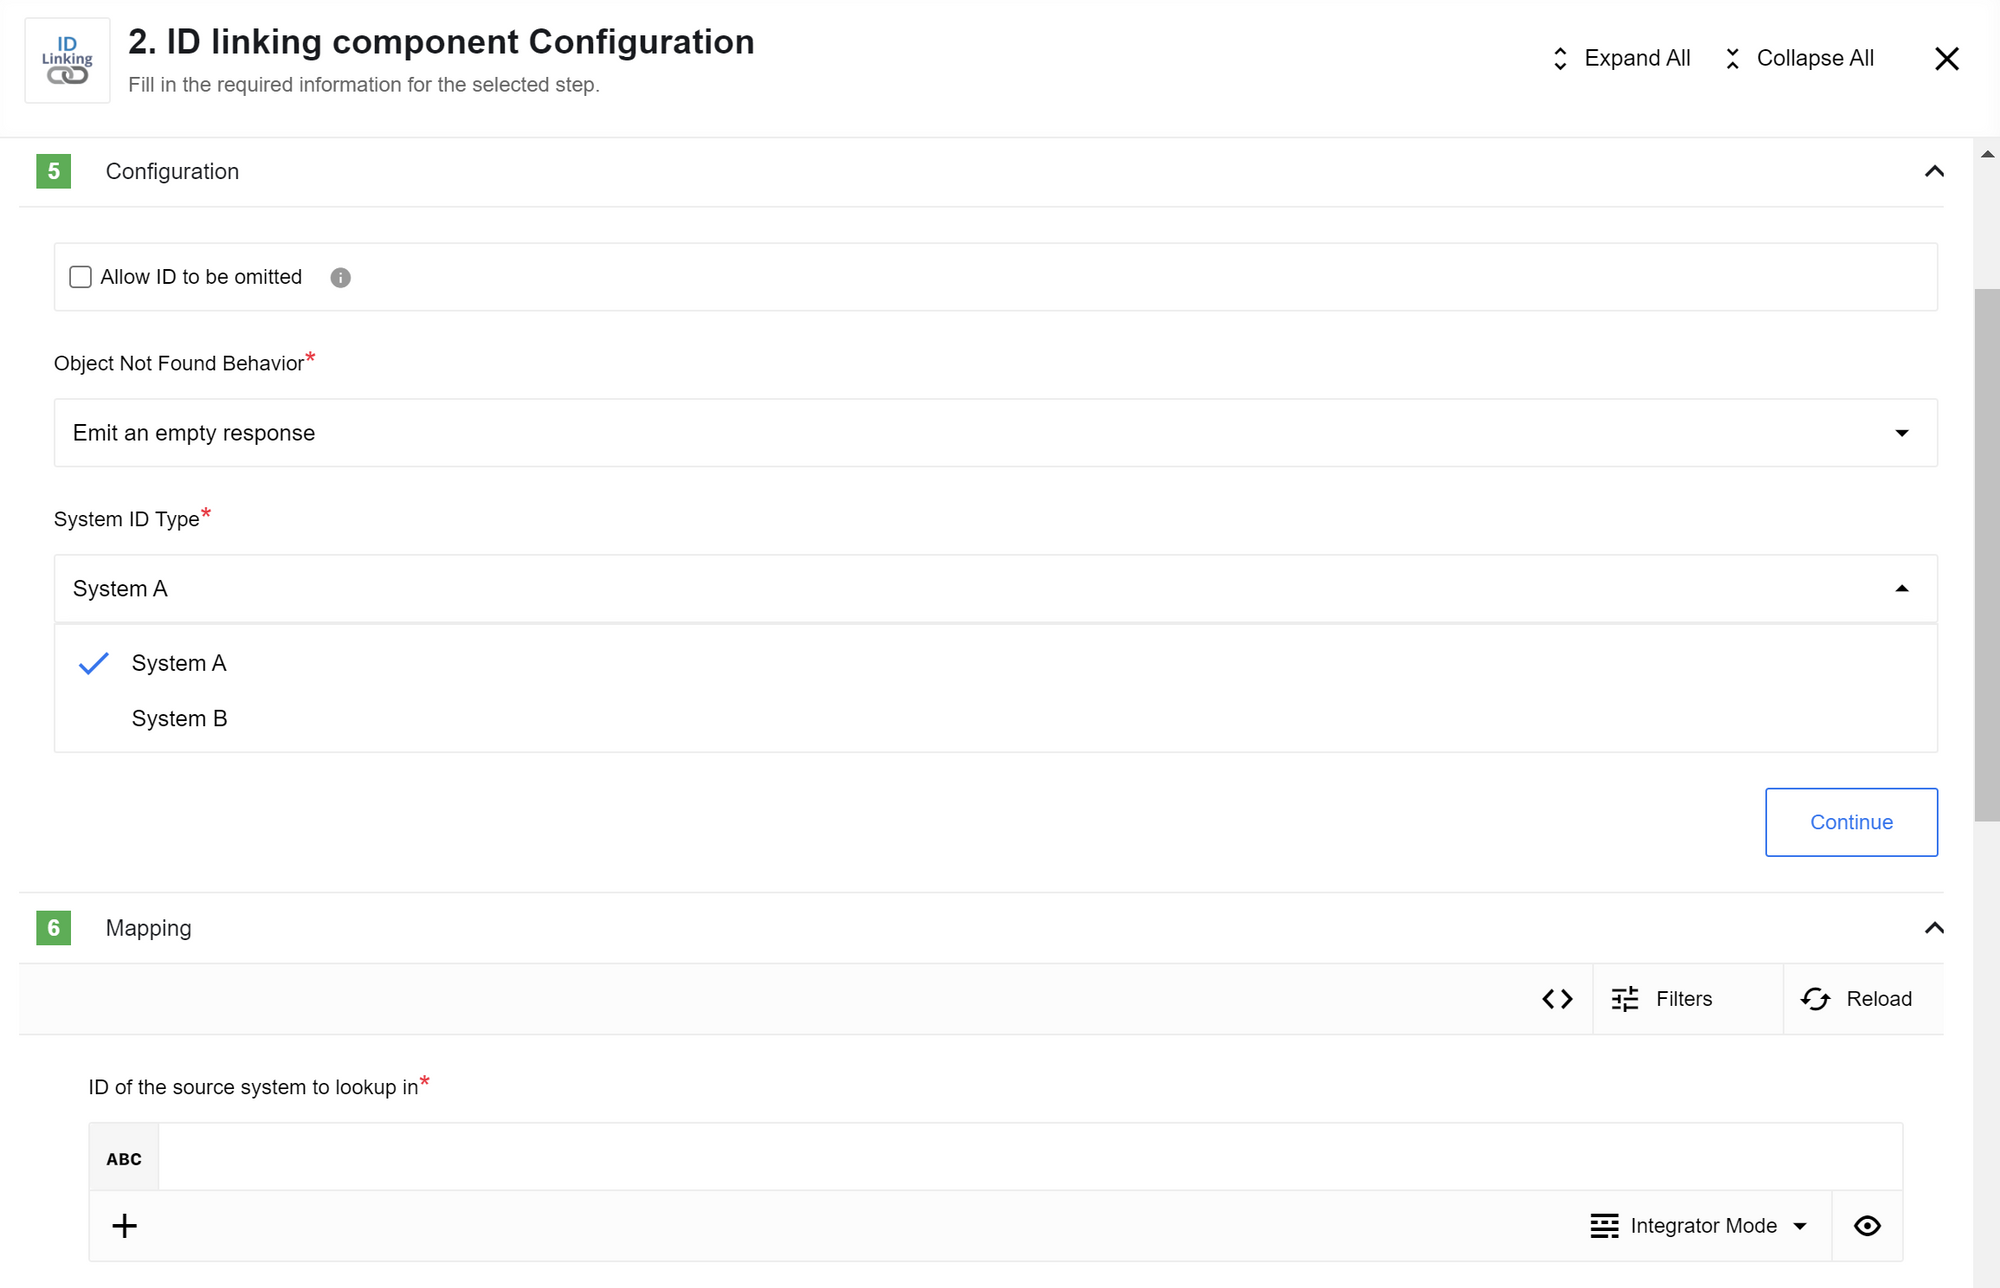 ID
Linking
2. ID linking component Configuration
Fill in the required information for the selected step.
Expand All
Collapse All
5
Configuration
Allow ID to be omitted
Object Not Found Behavior*
Emit an empty response
System ID Type*
System A
System A
System B
Continue
6
Mapping
Filters
Reload
ID of the source system to lookup in*
ABC
Integrator Mode